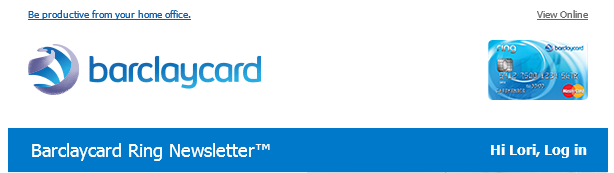 Be productive from your home office.
View Online
barclaycard
ring
barclaycard
Barclaycard Ring Newsletter™
Hi Lori, Log in